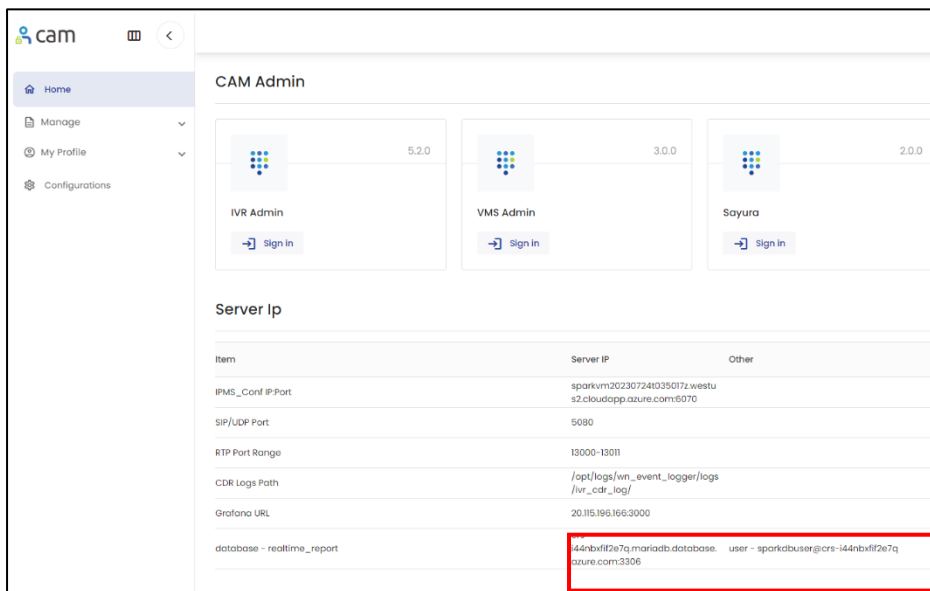 cam
CAM Admin
Home
Manage
My Profile
Configurations
5.2.0
IVR Admin
Sign in
3.0.0
VMS Admin
Sign in
2.0.0
Sayura
Sign in
Server Ip
Item Server IP Other
IPMS_Conf IP:Port sparkvm20230724t035017z.westu
s2.cloudapp.azure.com:6070
SIP/UDP Port 5080
RTP Port Range 13000-13011
CDR Logs Path /opt/logs/wn_event_logger/logs
/ivr_cdr_log/
Grafana URL 20.115.196.166:3000
database - realtime_report i44nbxfif2e7q.mariadb.database. user - sparkdbuser@crs-i44nbxfif2e7q
azure.com:3306